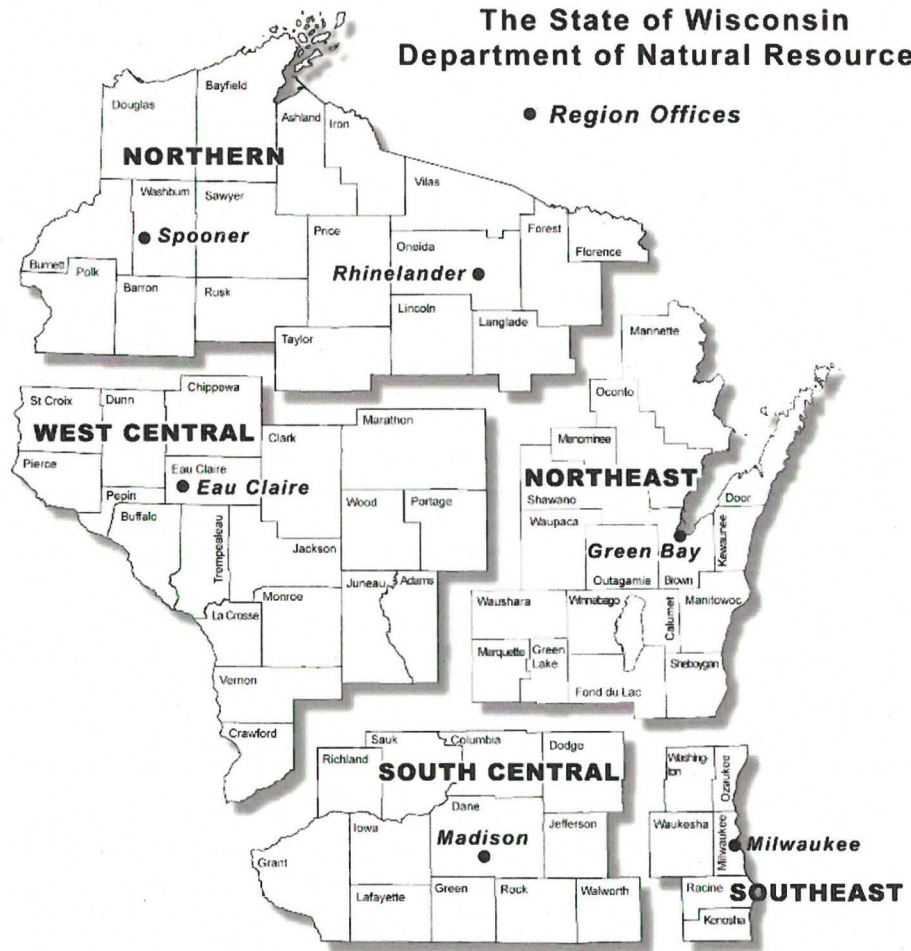 The State of Wisconsin
Department of Natural Resource
Region Offices
Douglas
Bayfield
Ashland
Iron
NORTHERN
Vilas
Washburn
Sawyer
Price
Spooner
Oneida
Forest
Florence
Rhinelander
Burnett
Polk
Barron
Rusk
Lincoln
Langlade
Taylor
Marinette
St Croix
Dunn
Chippewa
Oconto
Marathon
WEST CENTRAL
Clark
Menominee
Pierce
Eau Claire
NORTHEAST
Eau Claire
Pepin
Wood
Portage
Shawano
Door
Buffalo
Waupaca
Kewaunee
Trempealeau
Jackson
Green Bay
Outagamie
Brown
Juneau
Adams
Monroe
Waushara
Winnebago
Calumet
Manitowoc
La Crosse
Marquette
Green
Lake
Sheboygan
Vernon
Fond du Lac
Crawford
Sauk
Columbia
Dodge
Richland
Washing-
ton
Ozaukee
SOUTH CENTRAL
Dane
Iowa
Jefferson
Waukesha
Milwaukee
Madison
Milwaukee
Grant
Lafayette
Green
Rock
Walworth
Racine
SOUTHEAST
Kenosha